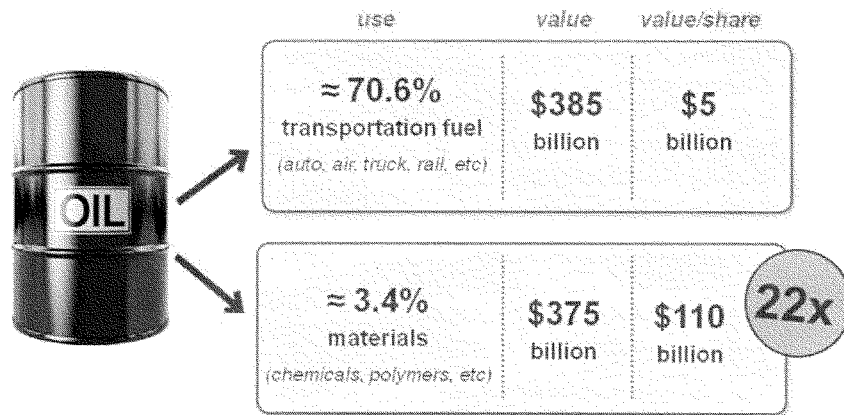 use value value/share
OIL
≈ 70.6%
transportation fuel
(auto, air, truck, rail, etc)
$385
billion
$5
billion
≈ 3.4%
materials
(chemicals, polymers, etc)
$375
billion
$110
billion
22x